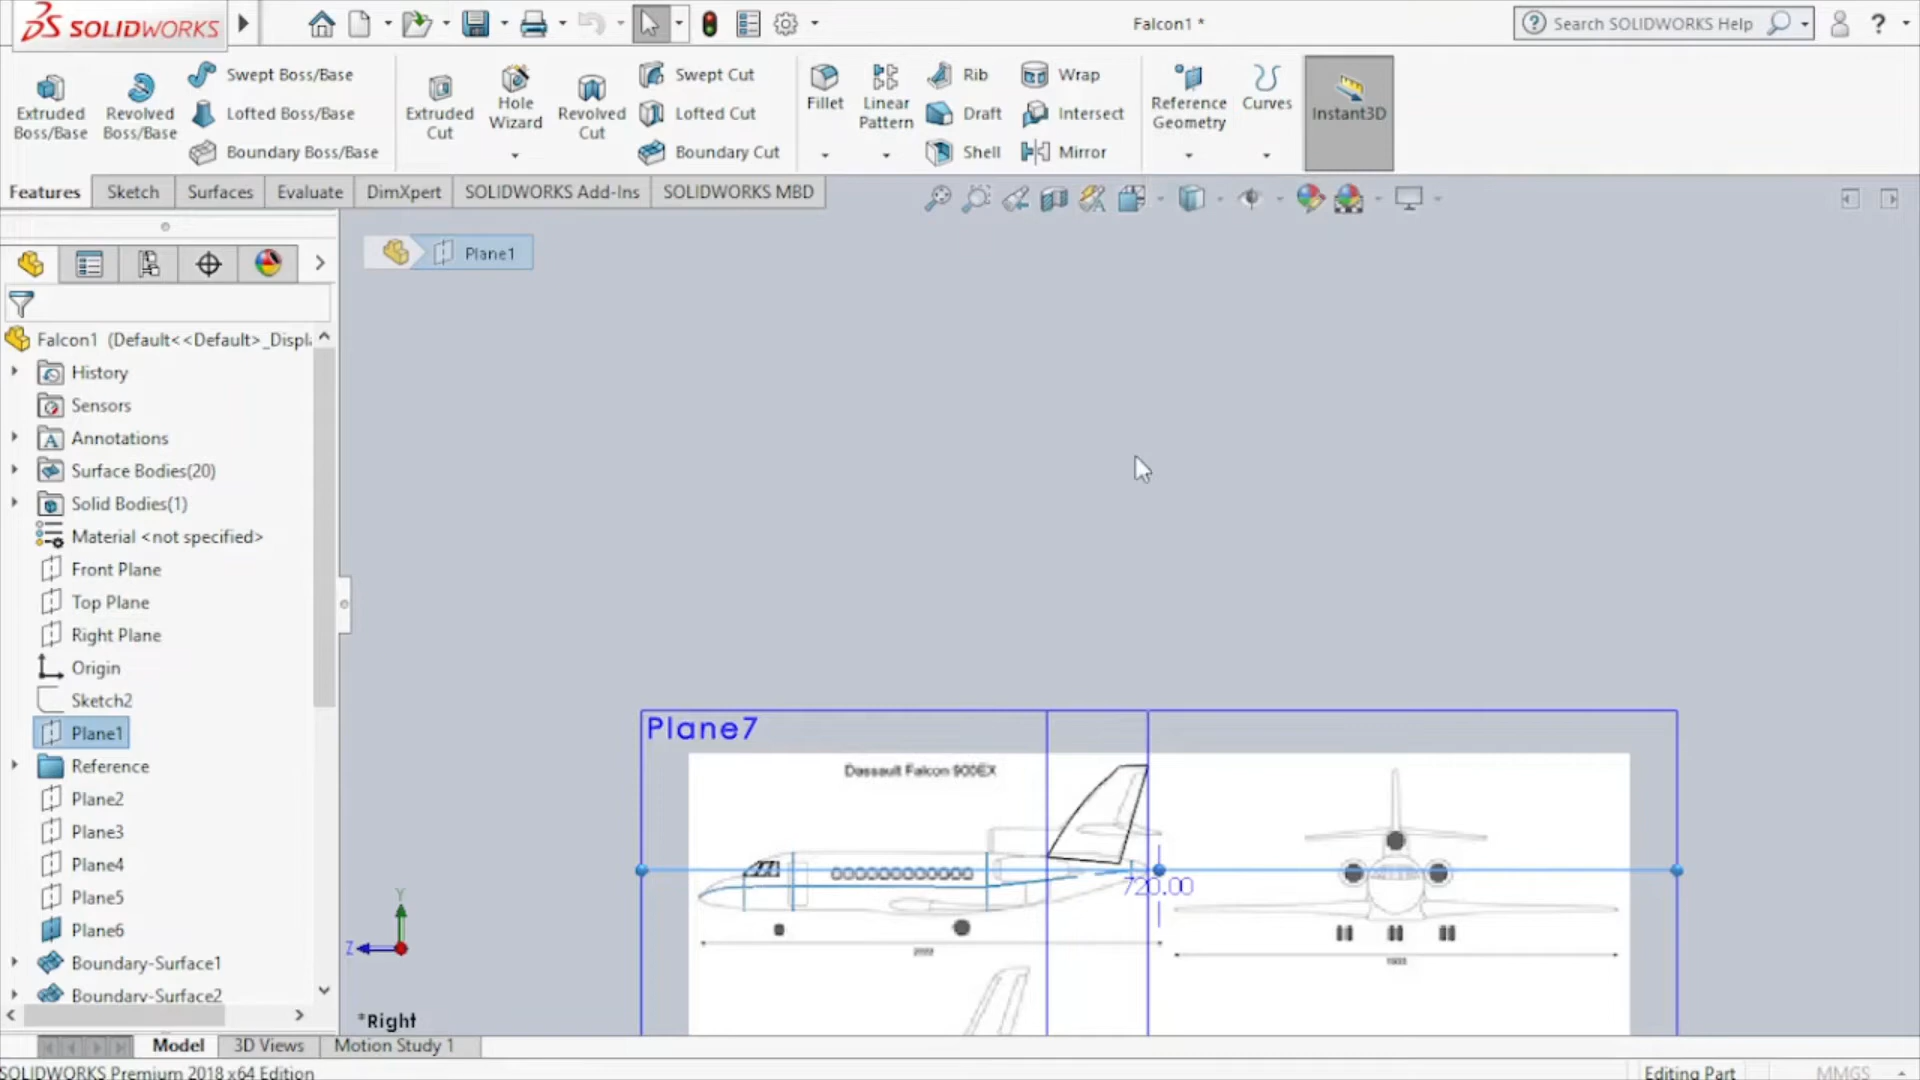 SOLIDWORKS
Falcon1 *
Search SOLIDWORKS Help
?
Extruded Boss/Base
Revolved Boss/Base
Swept Boss/Base
Lofted Boss/Base
Boundary Boss/Base
Extruded Cut
Hole Wizard
Revolved Cut
Swept Cut
Lofted Cut
Boundary Cut
Fillet
Linear Pattern
Rib
Draft
Shell
Wrap
Intersect
Mirror
Reference Geometry
Curves
Instant3D
Features
Sketch
Surfaces
Evaluate
DimXpert
SOLIDWORKS Add-Ins
SOLIDWORKS MBD
Plane1
Falcon1 (Default<<Default>_Displ
History
Sensors
Annotations
Surface Bodies(20)
Solid Bodies(1)
Material <not specified>
Front Plane
Top Plane
Right Plane
Origin
Sketch2
Plane1
Reference
Plane2
Plane3
Plane4
Plane5
Plane6
Boundary-Surface1
Boundary-Surface2
Plane7
Dassault Falcon 900EX
720.00
Y
Z
*Right
Model
3D Views
Motion Study 1
SOLIDWORKS Premium 2018 x64 Edition
Editing Part
MMGS